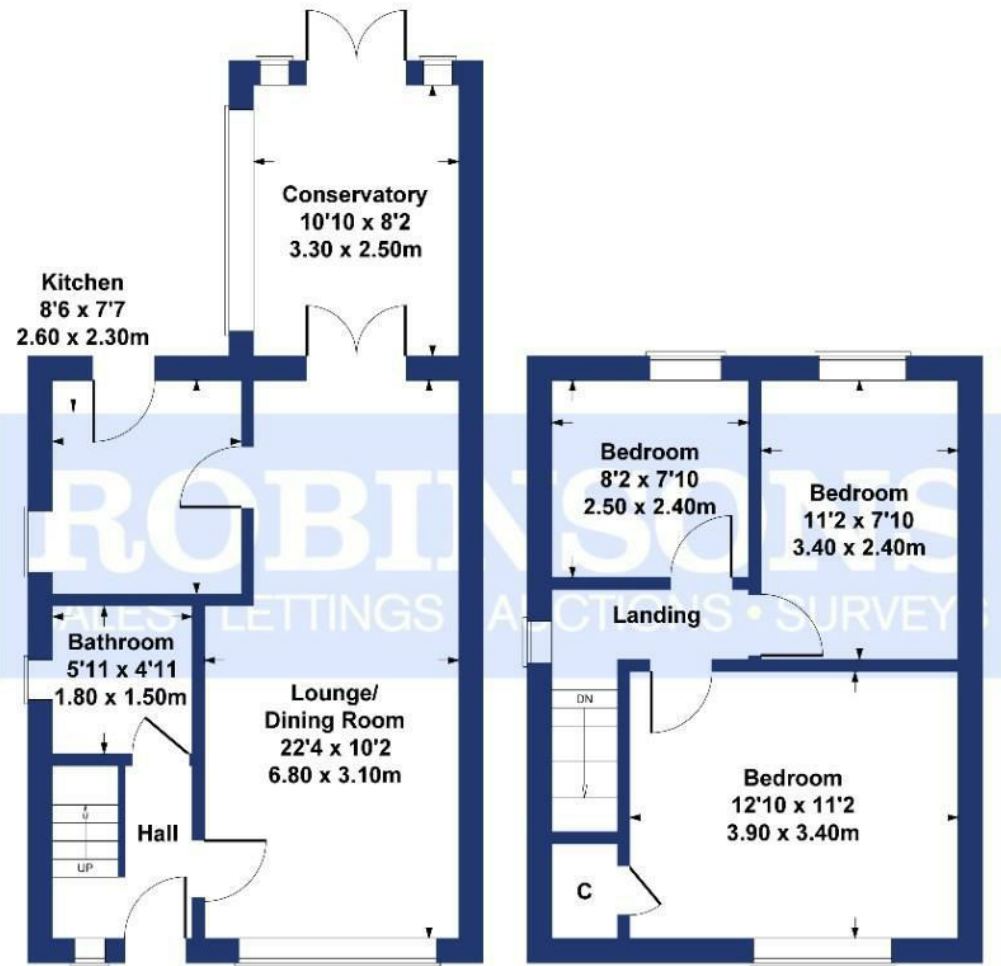 Conservatory
10'10 x 8'2
3.30 x 2.50m
Kitchen
8'6 x 7'7
2.60 x 2.30m
Bedroom
8'2 x 7'10
2.50 x 2.40m
Bedroom
11'2 x 7'10
3.40 x 2.40m
ROBINSONS
SALES LETTINGS AUCTIONS • SURVEYS
Bathroom
5'11 x 4'11
1.80 x 1.50m
Landing
Lounge/
Dining Room
22'4 x 10'2
6.80 x 3.10m
DN
Bedroom
12'10 x 11'2
3.90 x 3.40m
Hall
UP
C